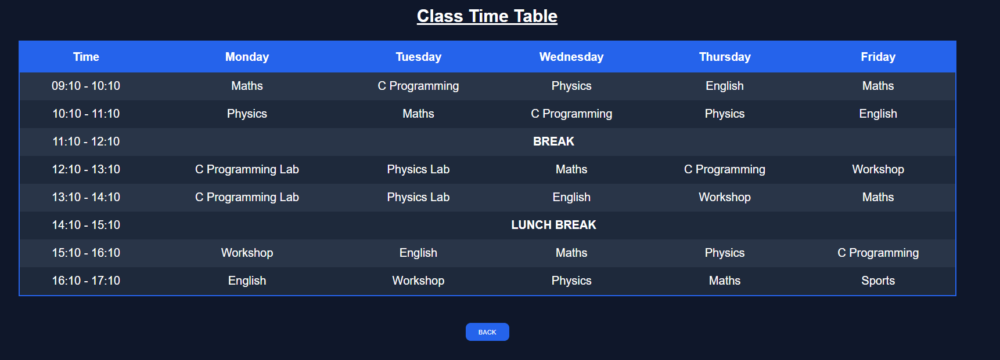 Class Time Table
Time Monday Tuesday Wednesday Thursday Friday
09:10 - 10:10 Maths C Programming Physics English Maths
10:10 - 11:10 Physics Maths C Programming Physics English
11:10 - 12:10 BREAK
12:10 - 13:10 C Programming Lab Physics Lab Maths C Programming Workshop
13:10 - 14:10 C Programming Lab Physics Lab English Workshop Maths
14:10 - 15:10 LUNCH BREAK
15:10 - 16:10 Workshop English Maths Physics C Programming
16:10 - 17:10 English Workshop Physics Maths Sports
BACK